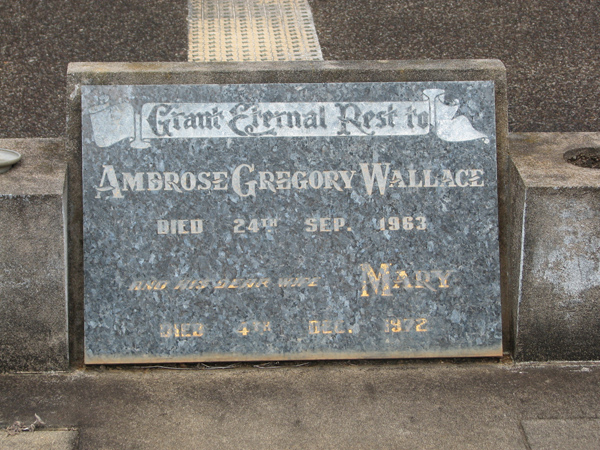 Grant Eternal Rest to
AMBROSE GREGORY WALLACE
DIED 24TH SEP. 1963
AND HIS DEAR WIFE MARY
DIED 4TH DEC. 1972